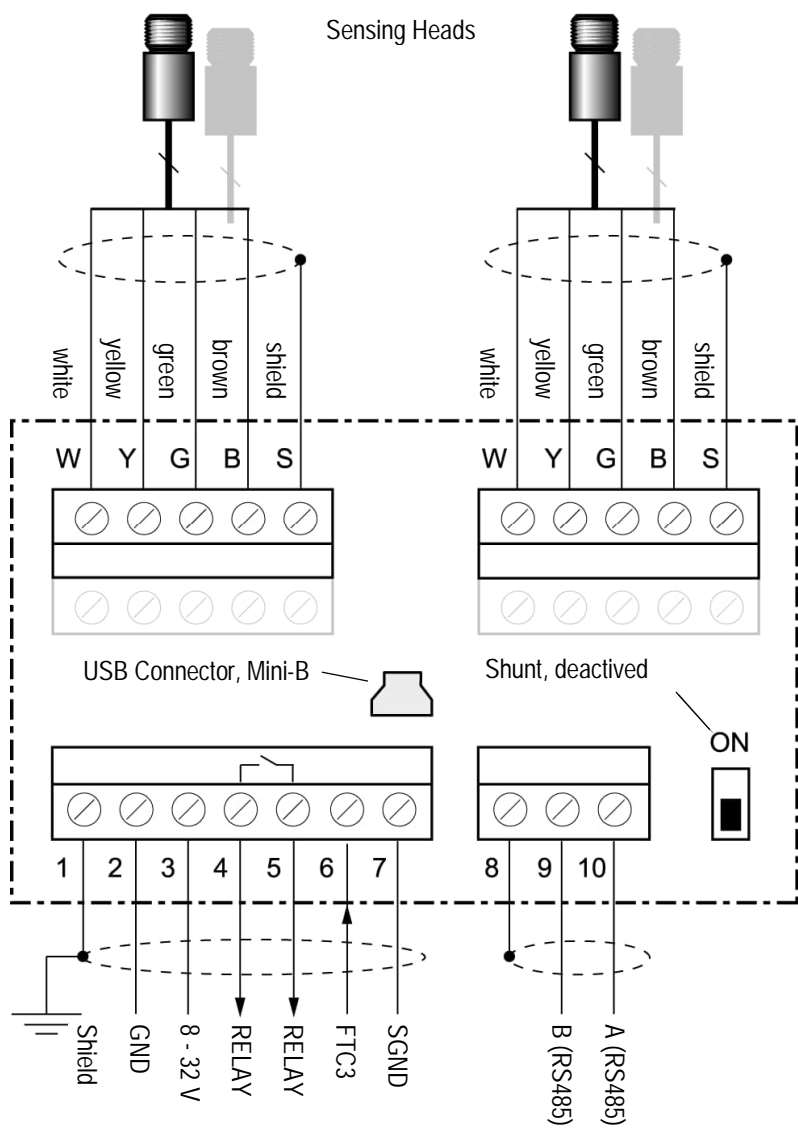 Sensing Heads
white yellow green brown shield
white yellow green brown shield
W Y G B S
W Y G B S
USB Connector, Mini-B
Shunt, deactived
ON
1 2 3 4 5 6 7
8 9 10
Shield
GND
8 - 32 V
RELAY
RELAY
FTC3
SGND
B (RS485)
A (RS485)